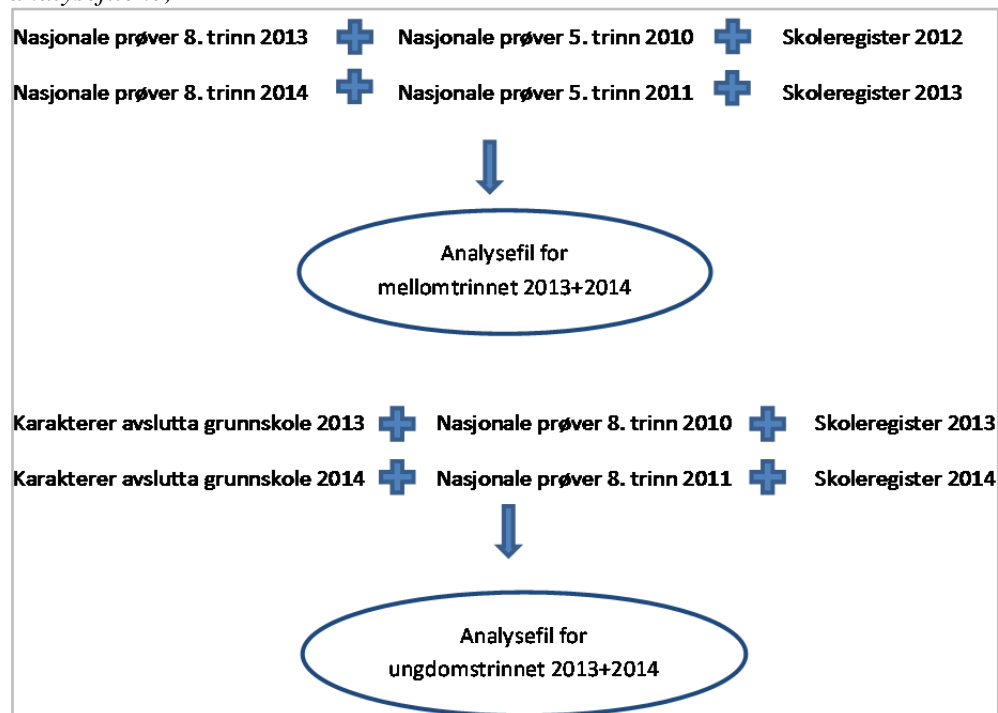 Nasjonale prøver 8. trinn 2013 Nasjonale prøver 5. trinn 2010 Skoleregister 2012
Nasjonale prøver 8. trinn 2014 Nasjonale prøver 5. trinn 2011 Skoleregister 2013
Analysefil for
mellomtrinnet 2013+2014
Karakterer avslutta grunnskole 2013 Nasjonale prøver 8. trinn 2010 Skoleregister 2013
Karakterer avslutta grunnskole 2014 Nasjonale prøver 8. trinn 2011 Skoleregister 2014
Analysefil for
ungdomstrinnet 2013+2014